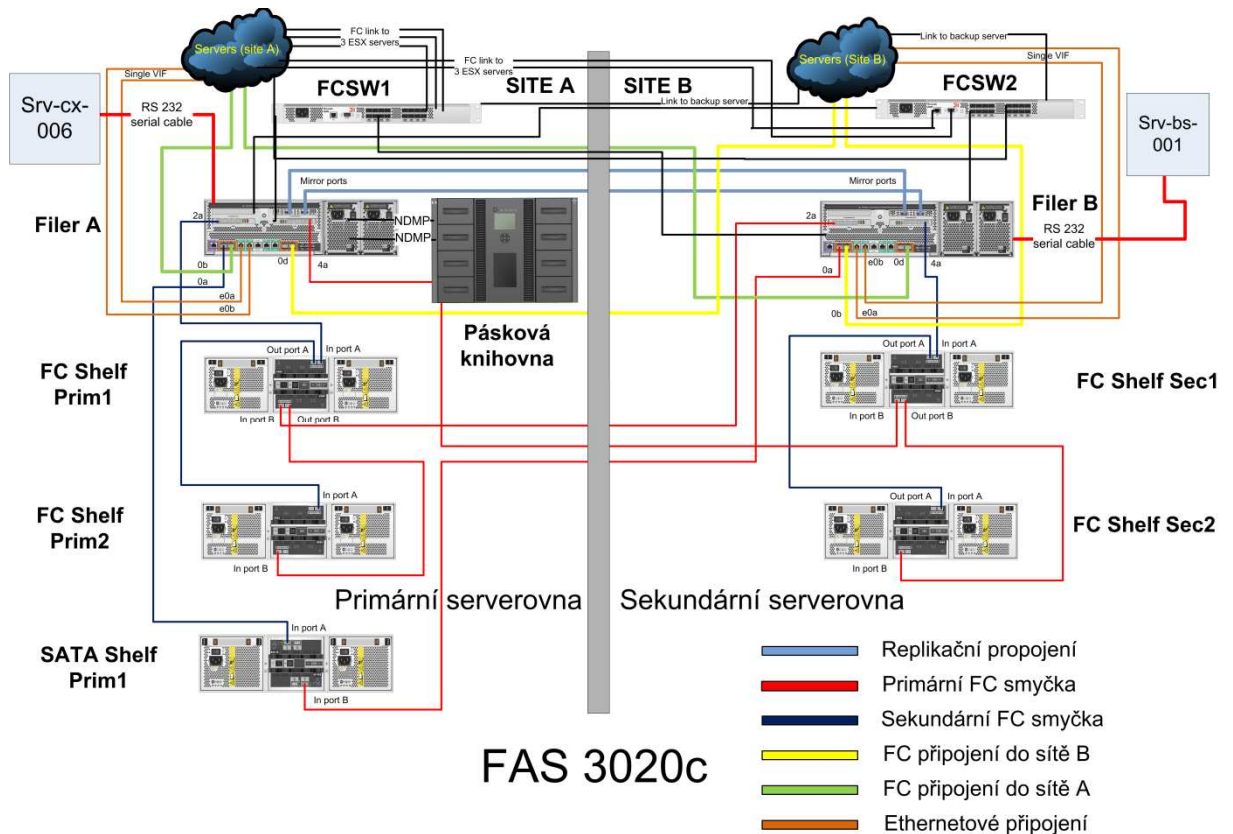 Servers (site A)
FC link to
3 ESX servers
FC link to
3 ESX servers
Single VIF
FCSW1
SITE A
SITE B
Link to backup server
Link to backup server
Servers (Site B)
FCSW2
Srv-cx-
006
RS 232
serial cable
Srv-bs-
001
RS 232
serial cable
Mirror ports
Mirror ports
Filer A
Filer B
2a
0b
0a
0d
4a
e0a
e0b
NDMP
NDMP
2a
0a
e0b
0d
4a
0b
e0a
Pásková
knihovna
FC Shelf
Prim1
Out port A
In port A
In port B
Out port B
FC Shelf Sec1
Out port A
In port A
In port B
Out port B
FC Shelf
Prim2
In port A
In port B
FC Shelf Sec2
Out port A
In port A
In port B
Primární serverovna
Sekundární serverovna
SATA Shelf
Prim1
In port A
In port B
FAS 3020c
Replikační propojení
Primární FC smyčka
Sekundární FC smyčka
FC připojení do sítě B
FC připojení do sítě A
Ethernetové připojení